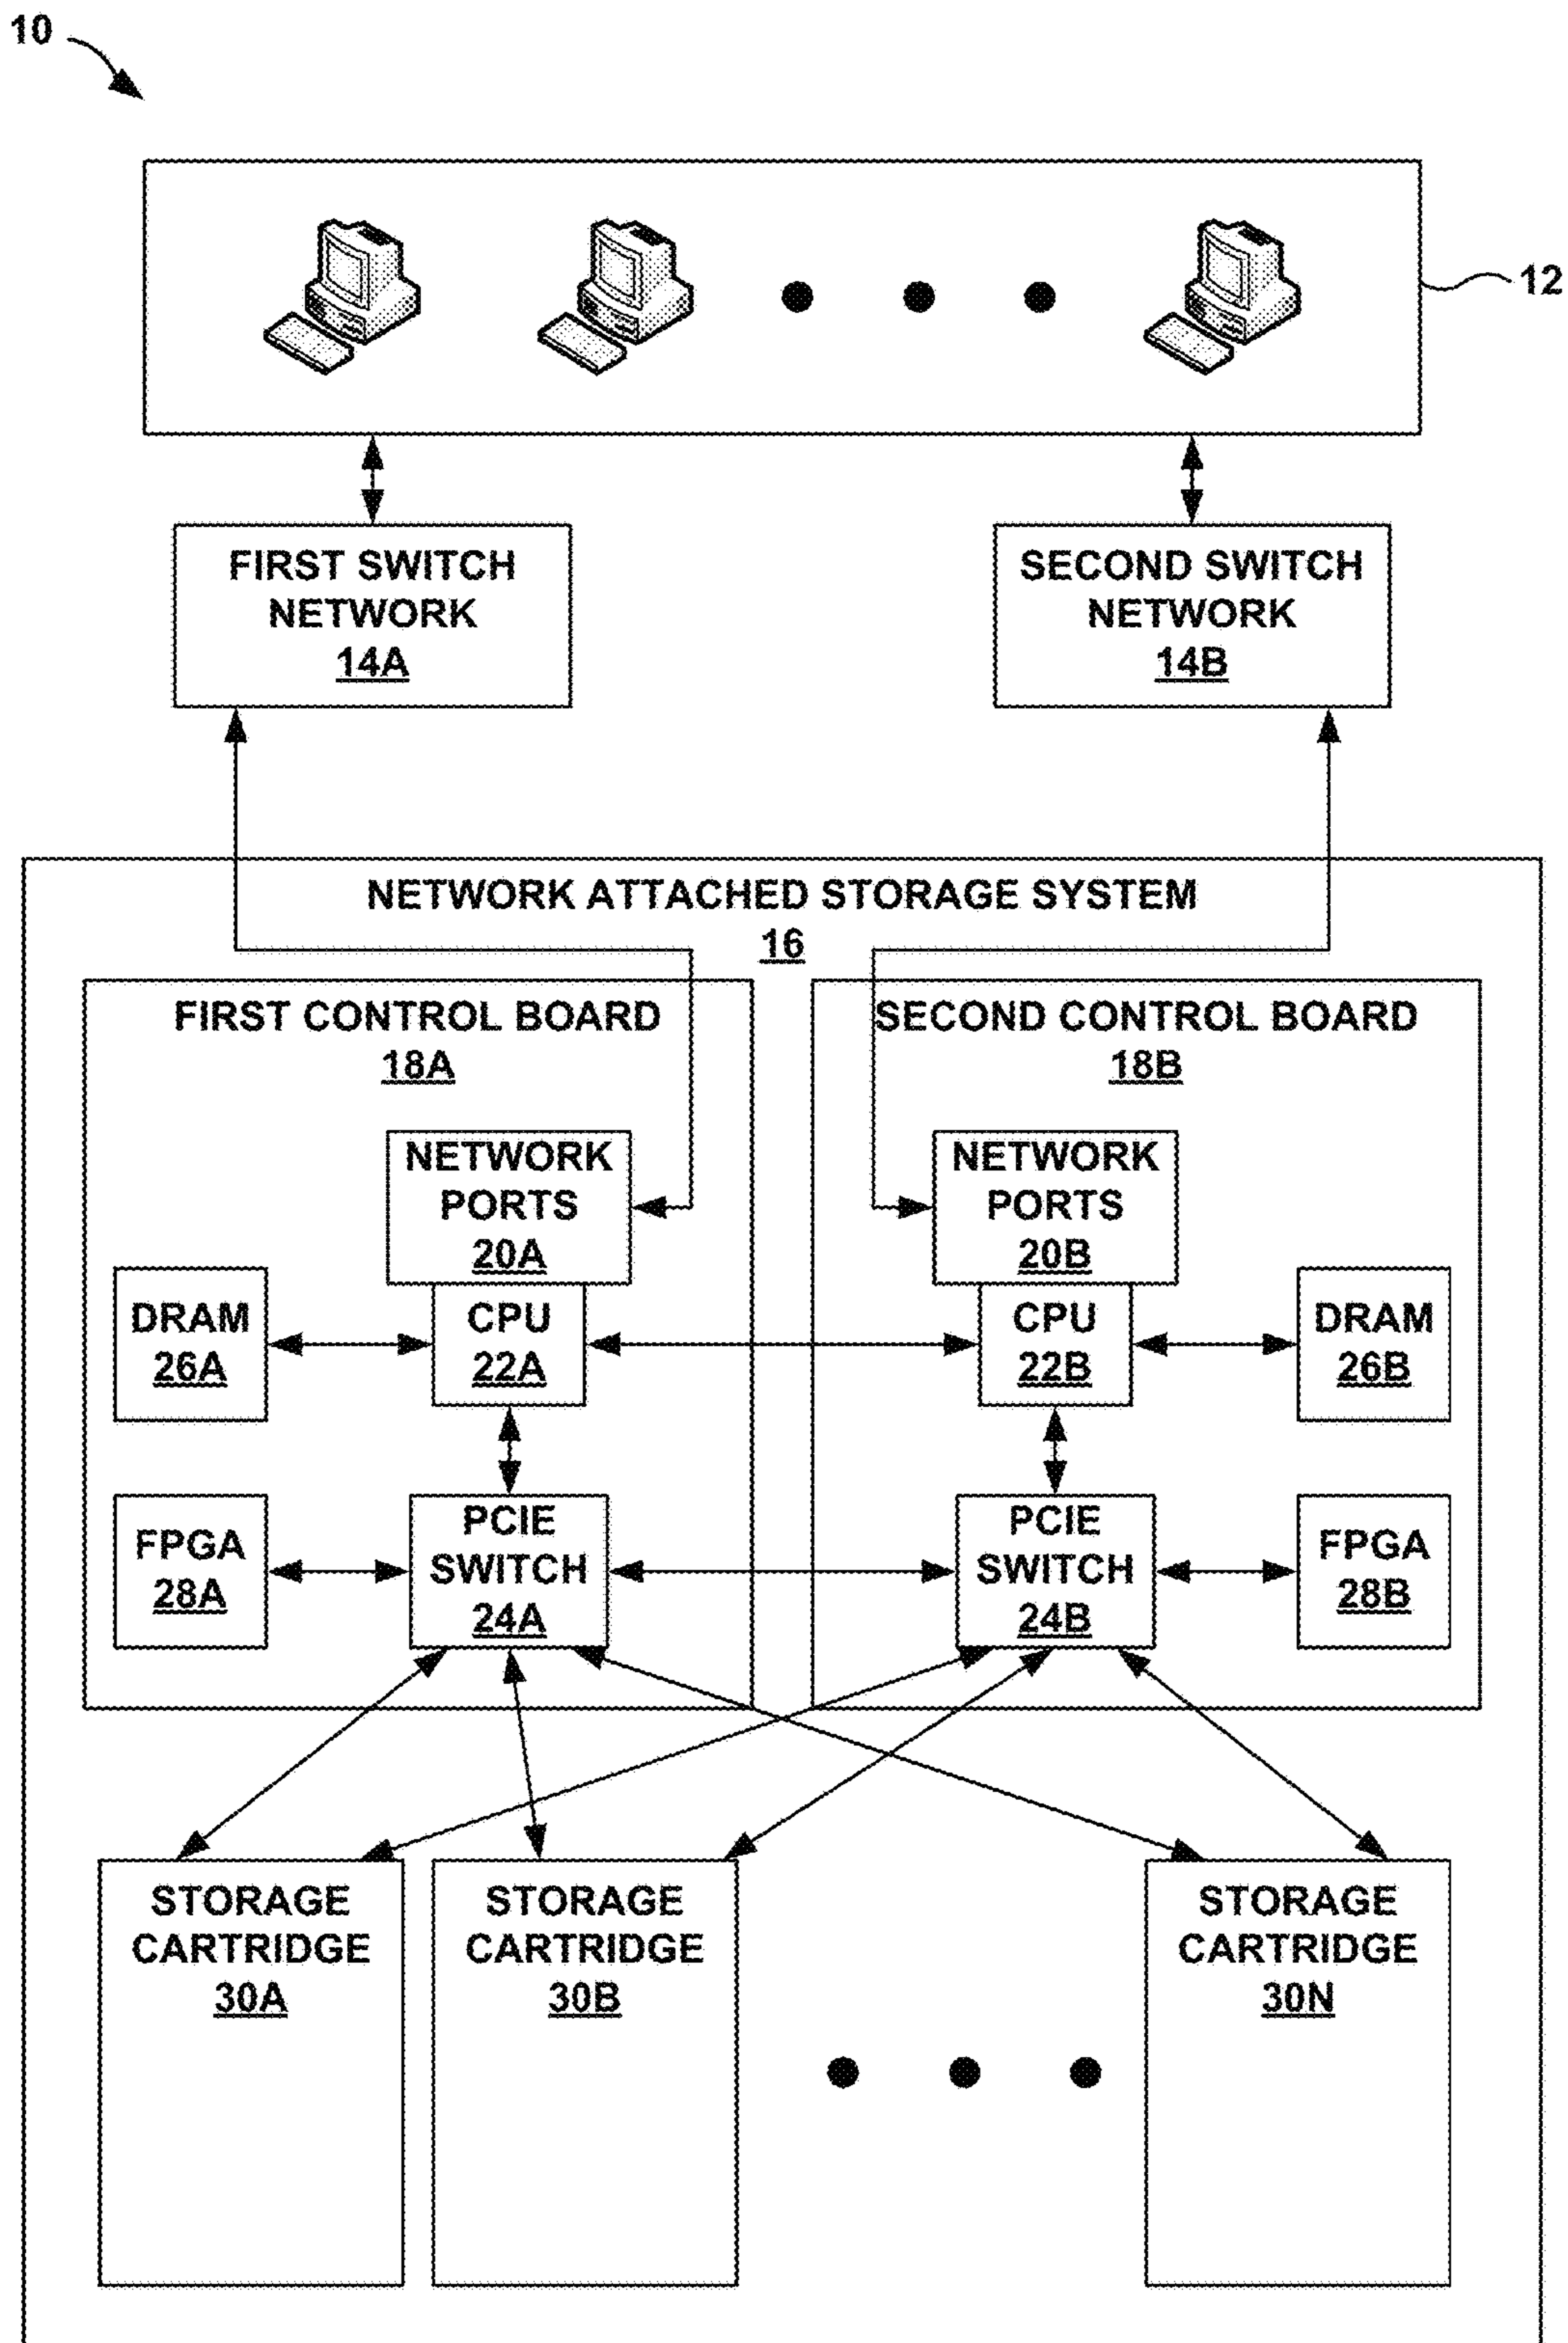 10
12
FIRST SWITCH
NETWORK
14A
SECOND SWITCH
NETWORK
14B
NETWORK ATTACHED STORAGE SYSTEM
16
FIRST CONTROL BOARD
18A
SECOND CONTROL BOARD
18B
NETWORK
PORTS
20A
NETWORK
PORTS
20B
DRAM
26A
CPU
22A
CPU
22B
DRAM
26B
FPGA
28A
PCIE
SWITCH
24A
PCIE
SWITCH
24B
FPGA
28B
STORAGE
CARTRIDGE
30A
STORAGE
CARTRIDGE
30B
STORAGE
CARTRIDGE
30N